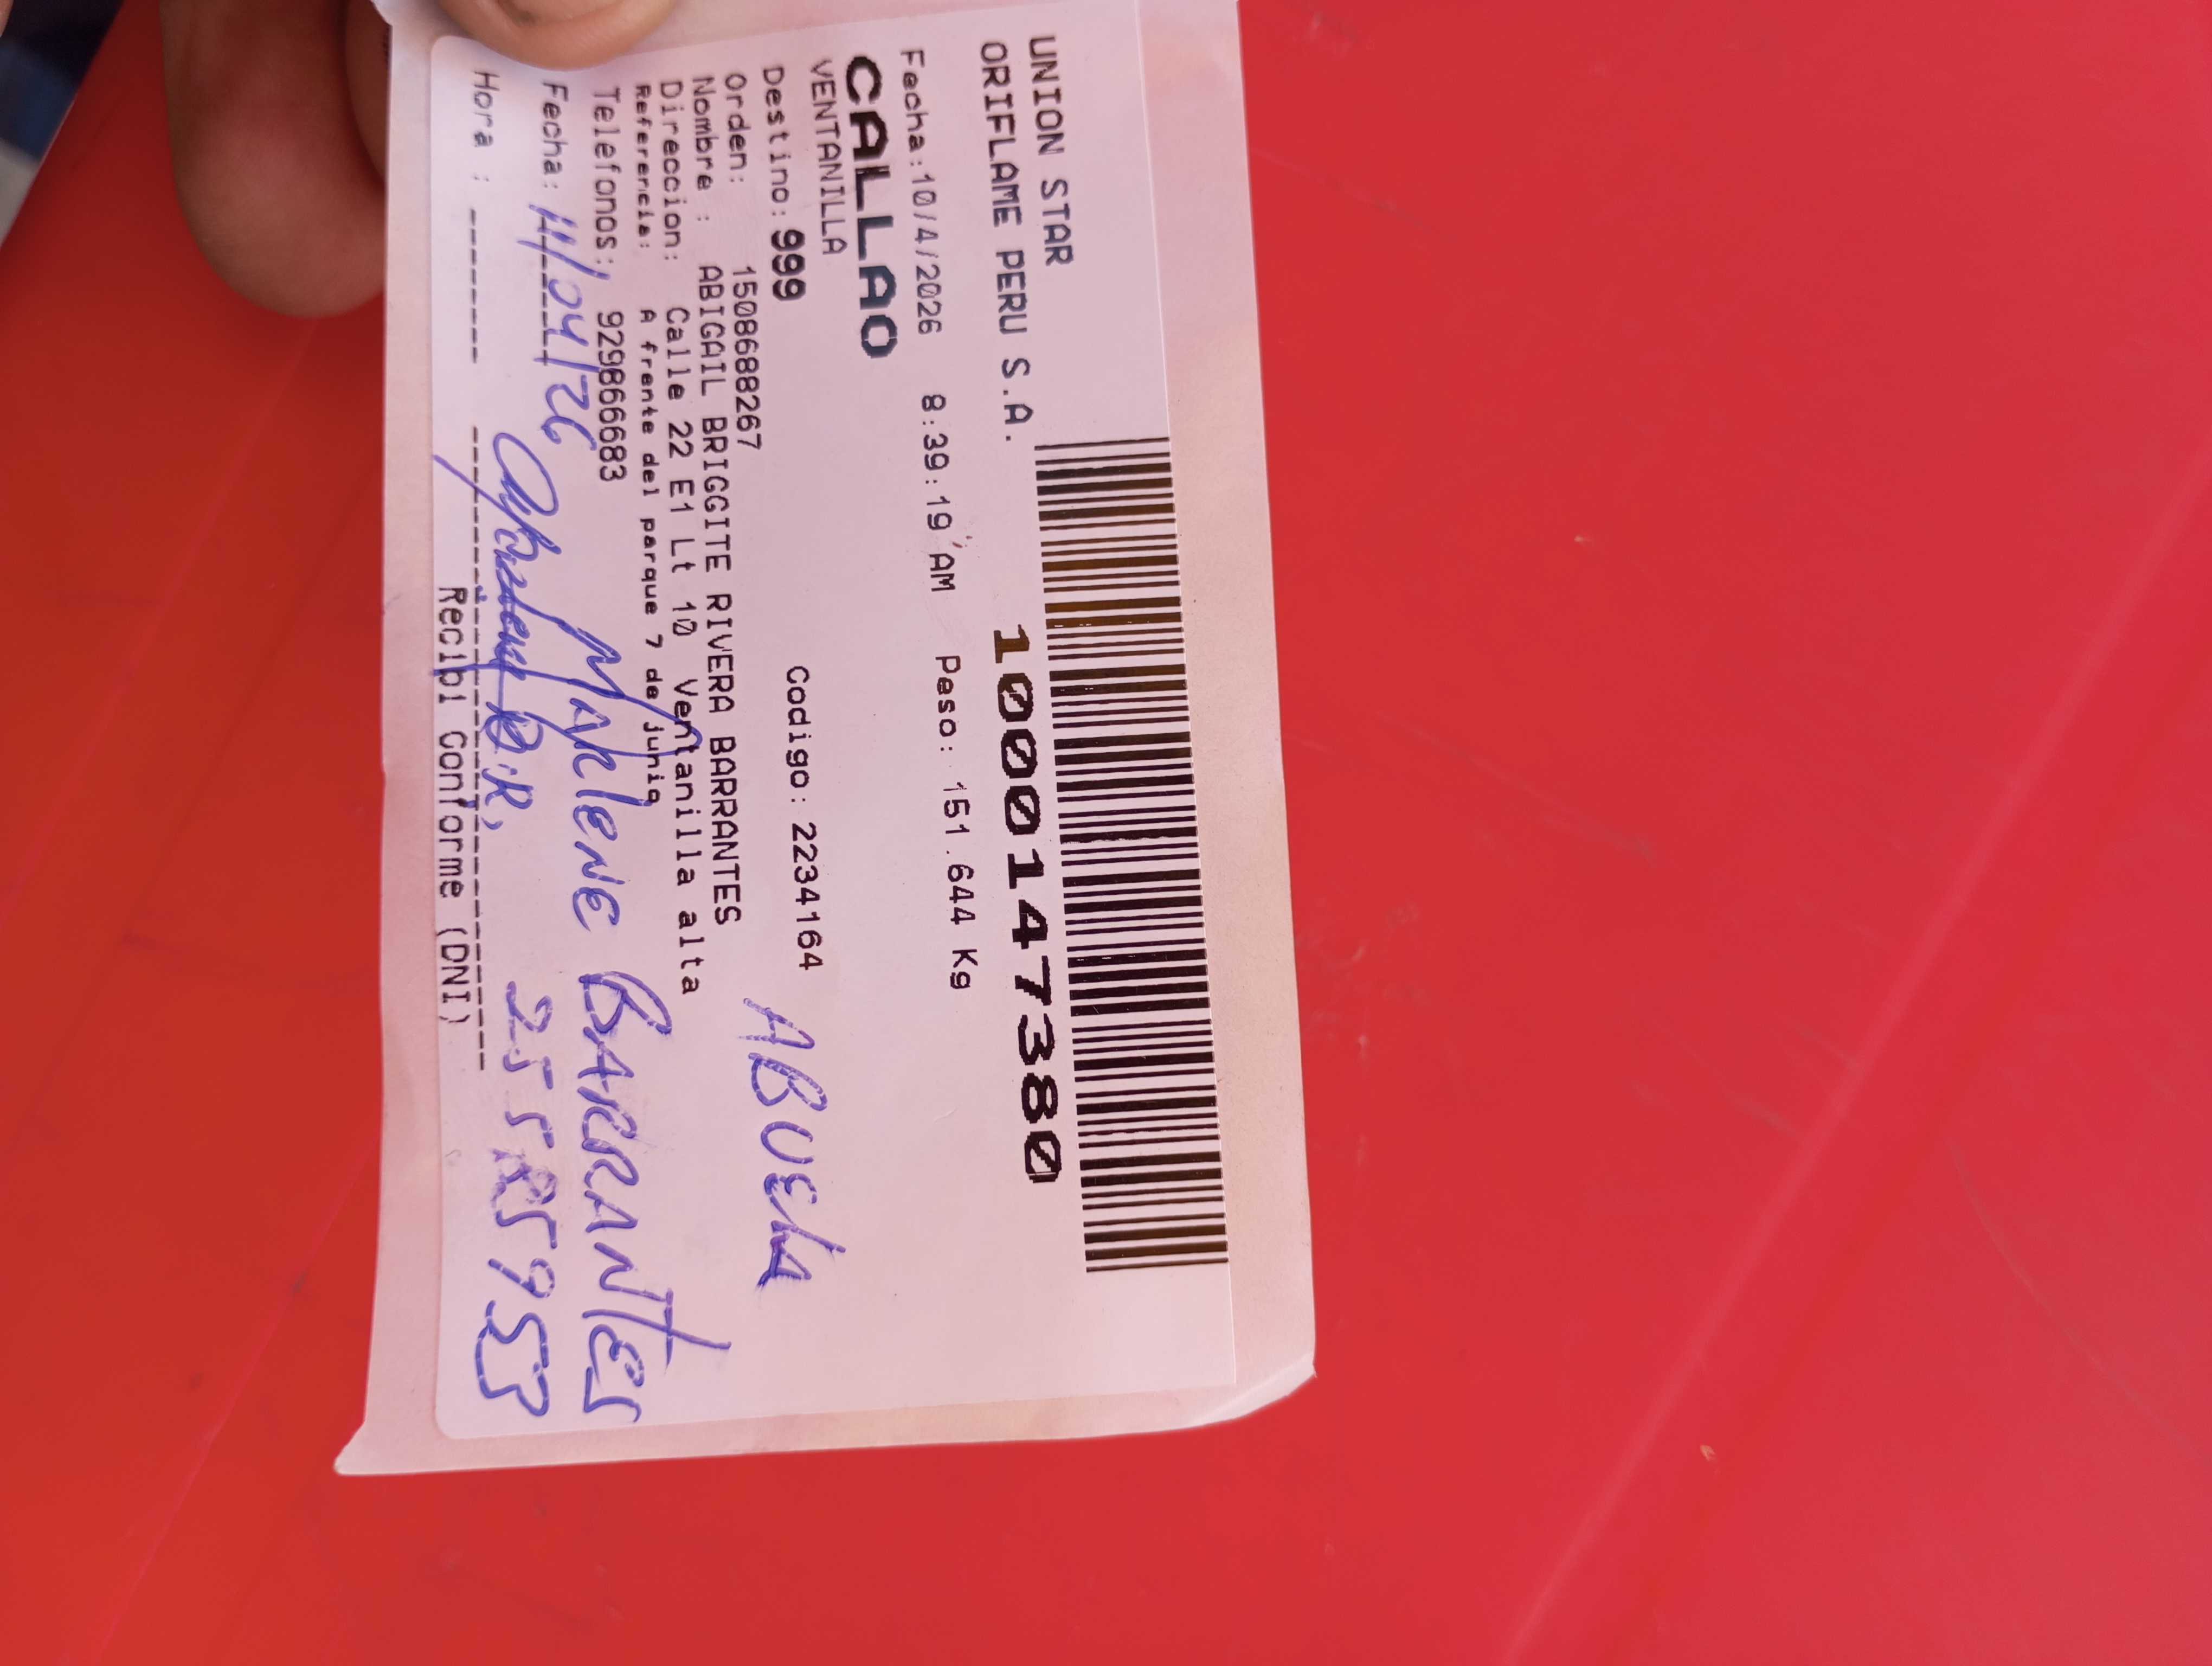 UNION STAR
ORIFLAME PERU S.A.
1000147380
Fecha:10/4/2026 8:39:19 AM Peso: 151.644 Kg
CALLAO
VENTANILLA
Destino: 999 Codigo: 2234164
ABUELA
Orden: 1508688267
Nombre : ABIGAIL BRIGGITE RIVERA BARRANTES
Direccion: Calle 22 E1 Lt 10 Ventanilla alta
Referencia: A frente del parque 7 de junio
Telefonos: 929866683
MARLENE BARRANTES
Fecha: 11/04/26
25585953
Hora :
Recibi Conforme (DNI)